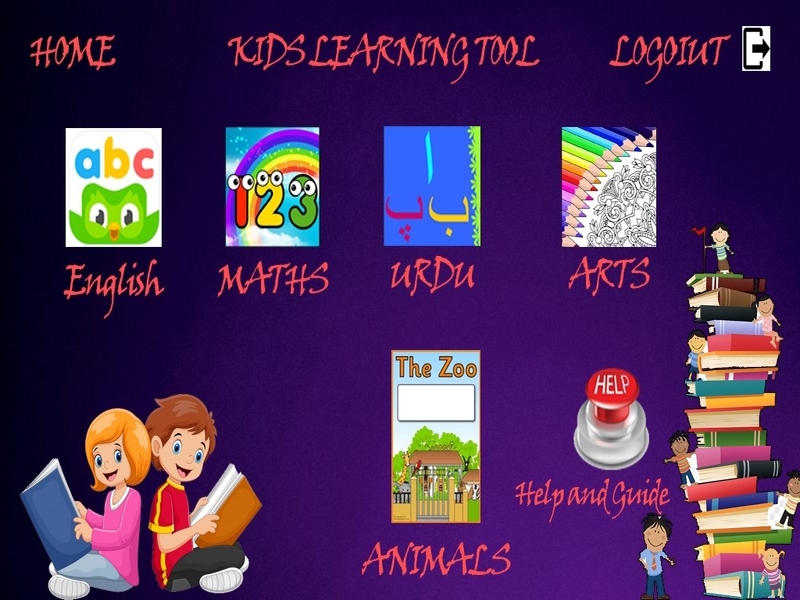 HOME
KIDS LEARNING TOOL
LOGOIUT
abc
123
ا
ب پ
English
MATHS
URDU
ARTS
The Zoo
HELP
Help and Guide
ANIMALS